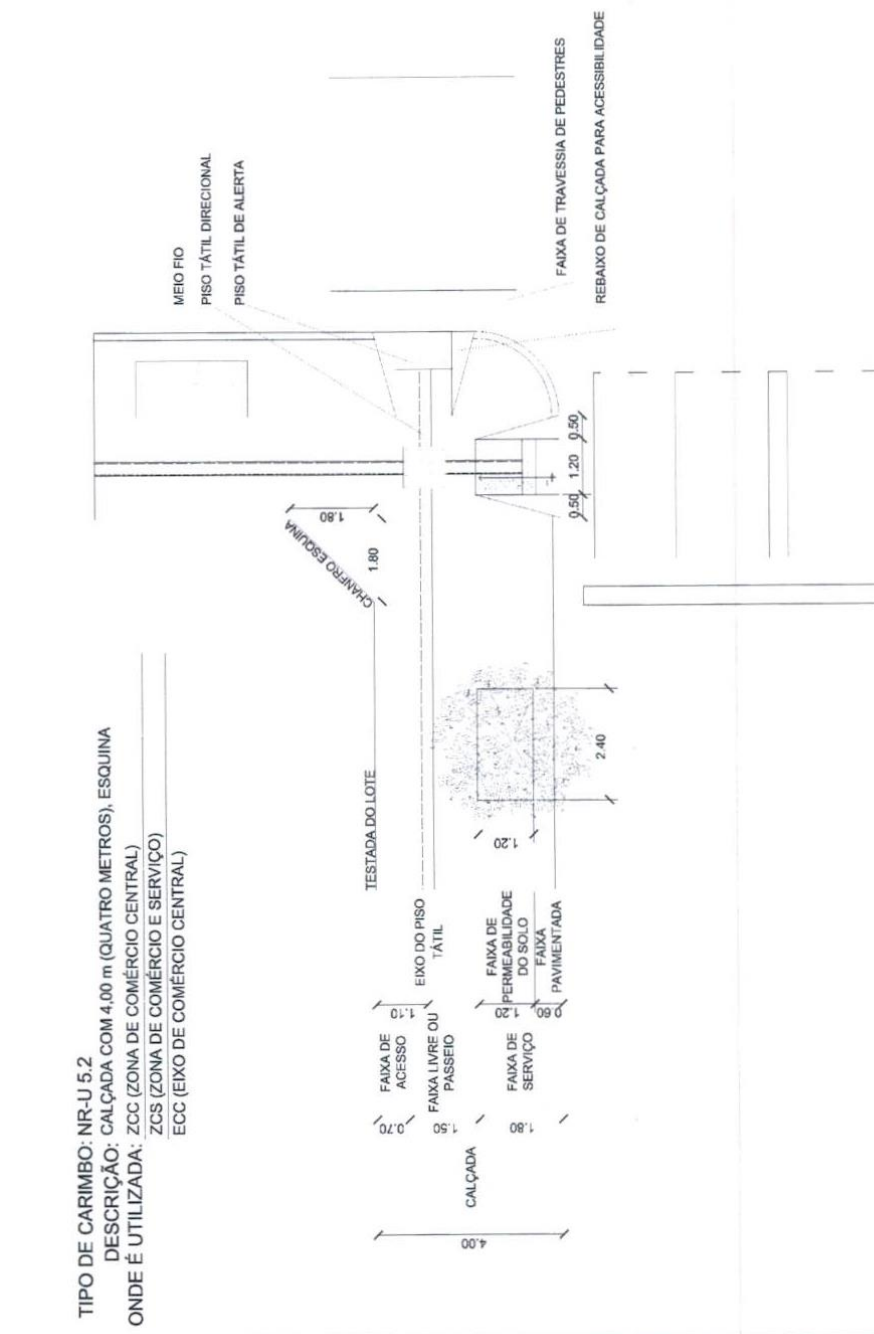 TIPO DE CARIMBO: NR-U 5.2
DESCRIÇÃO: CALÇADA COM 4,00 m (QUATRO METROS), ESQUINA
ONDE É UTILIZADA: ZCC (ZONA DE COMÉRCIO CENTRAL)
ZCS (ZONA DE COMÉRCIO E SERVIÇO)
ECC (EIXO DE COMÉRCIO CENTRAL)
MEIO FIO
PISO TÁTIL DIRECIONAL
PISO TÁTIL DE ALERTA
CHANFRO ESQUINA
1.80
1.80
TESTADA DO LOTE
EIXO DO PISO
TÁTIL
1.10
FAIXA DE
ACESSO
0.70
FAIXA LIVRE OU
PASSEIO
1.50
FAIXA DE
PERMEABILIDADE
DO SOLO
1.20
1.20
FAIXA
PAVIMENTADA
0.60
FAIXA DE
SERVIÇO
1.80
CALÇADA
4.00
2.40
0.50
1.20
0.50
FAIXA DE TRAVESSIA DE PEDESTRES
REBAIXO DE CALÇADA PARA ACESSIBILIDADE